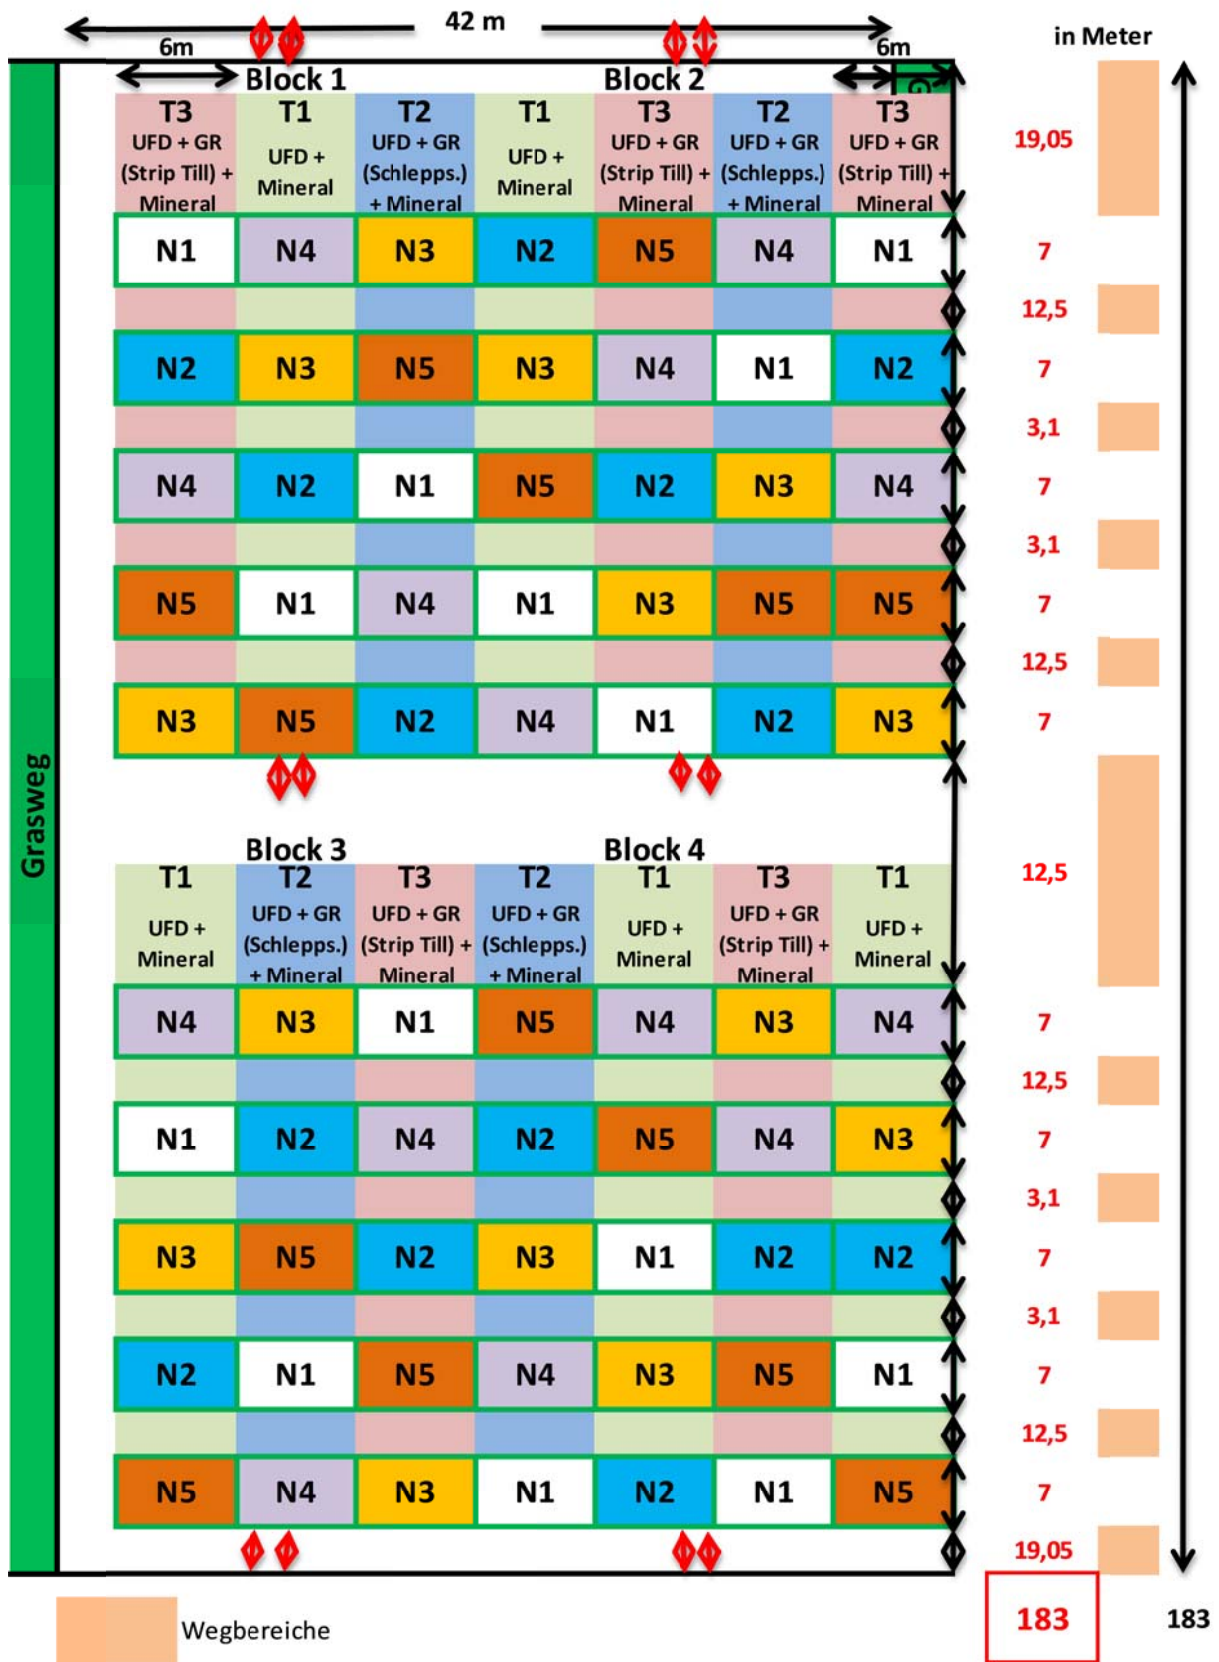 42 m
in Meter
6m
6m
Block 1
Block 2
G
T3 T1 T2 T1 T3 T2 T3
UFD + GR (Strip Till) + Mineral
UFD + Mineral
UFD + GR (Schlepps.) + Mineral
UFD + Mineral
UFD + GR (Strip Till) + Mineral
UFD + GR (Schlepps.) + Mineral
UFD + GR (Strip Till) + Mineral
19,05
N1 N4 N3 N2 N5 N4 N1 7
12,5
N2 N3 N5 N3 N4 N1 N2 7
3,1
N4 N2 N1 N5 N2 N3 N4 7
3,1
N5 N1 N4 N1 N3 N5 N5 7
12,5
N3 N5 N2 N4 N1 N2 N3 7
Grasweg
Block 3
Block 4
12,5
T1 T2 T3 T2 T1 T3 T1
UFD + Mineral
UFD + GR (Schlepps.) + Mineral
UFD + GR (Strip Till) + Mineral
UFD + GR (Schlepps.) + Mineral
UFD + Mineral
UFD + GR (Strip Till) + Mineral
UFD + Mineral
N4 N3 N1 N5 N4 N3 N4 7
12,5
N1 N2 N4 N2 N5 N4 N3 7
3,1
N3 N5 N2 N3 N1 N2 N2 7
3,1
N2 N1 N5 N4 N3 N5 N1 7
12,5
N5 N4 N3 N1 N2 N1 N5 7
19,05
Wegbereiche
183
183